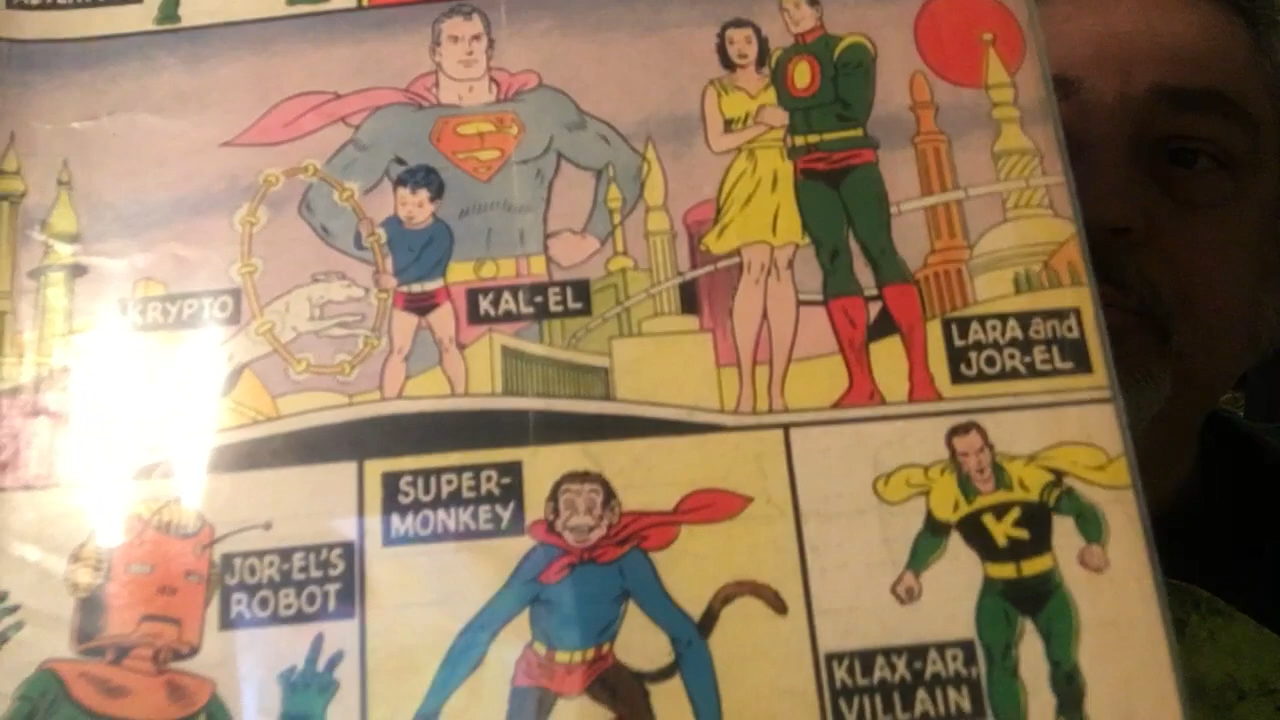 KRYPTO
KAL-EL
LARA and
JOR-EL
SUPER-
MONKEY
JOR-EL'S
ROBOT
K
KLAX-AR,
VILLAIN